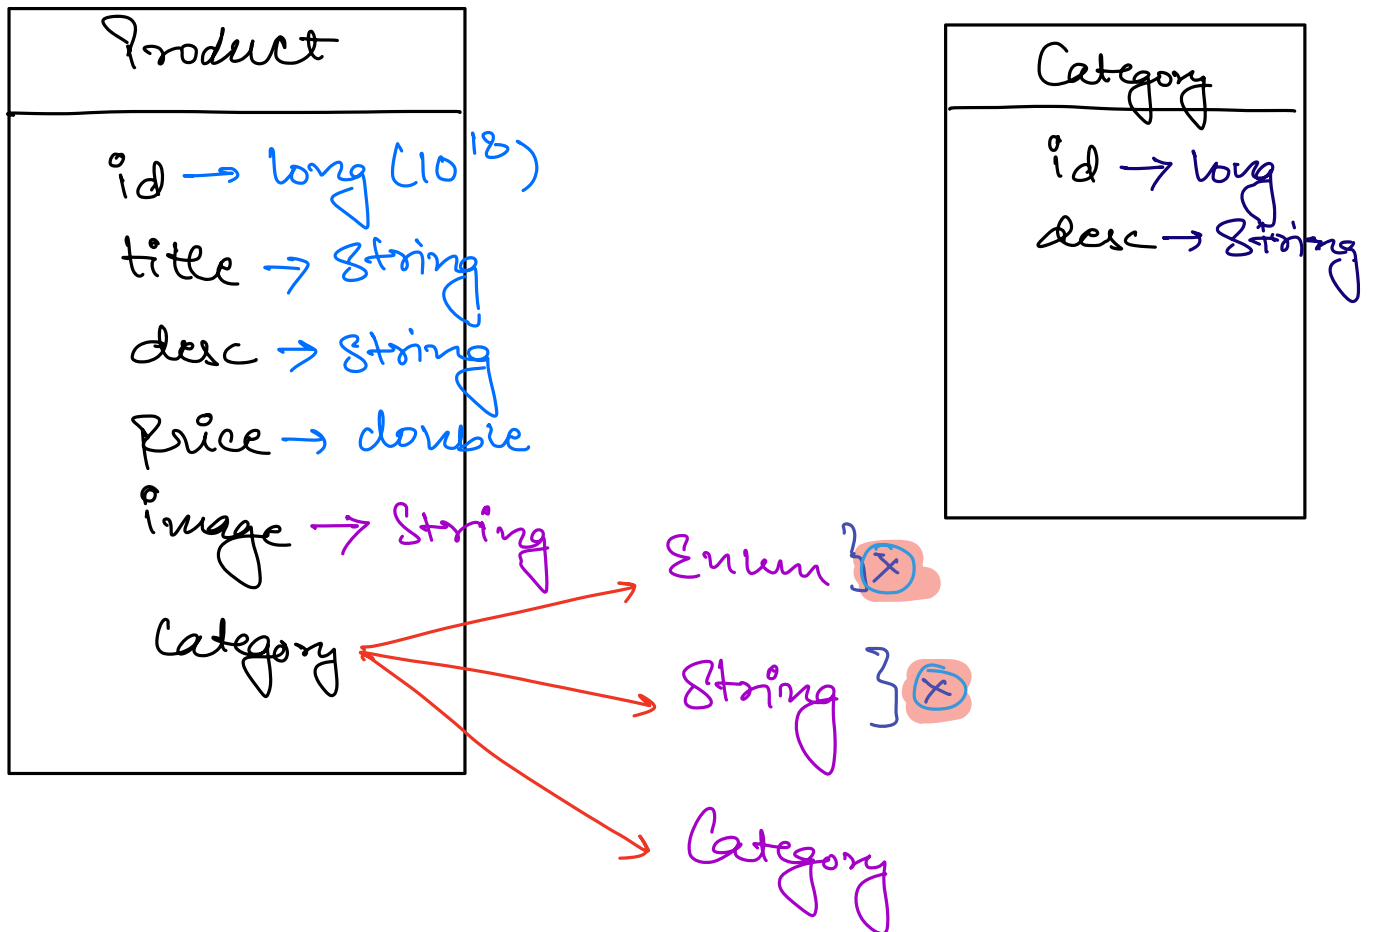 Product
id → long (10^18)
title → String
desc → String
price → double
image → String
Category
Enum } ×
String } ×
Category
Category
id → long
desc → String